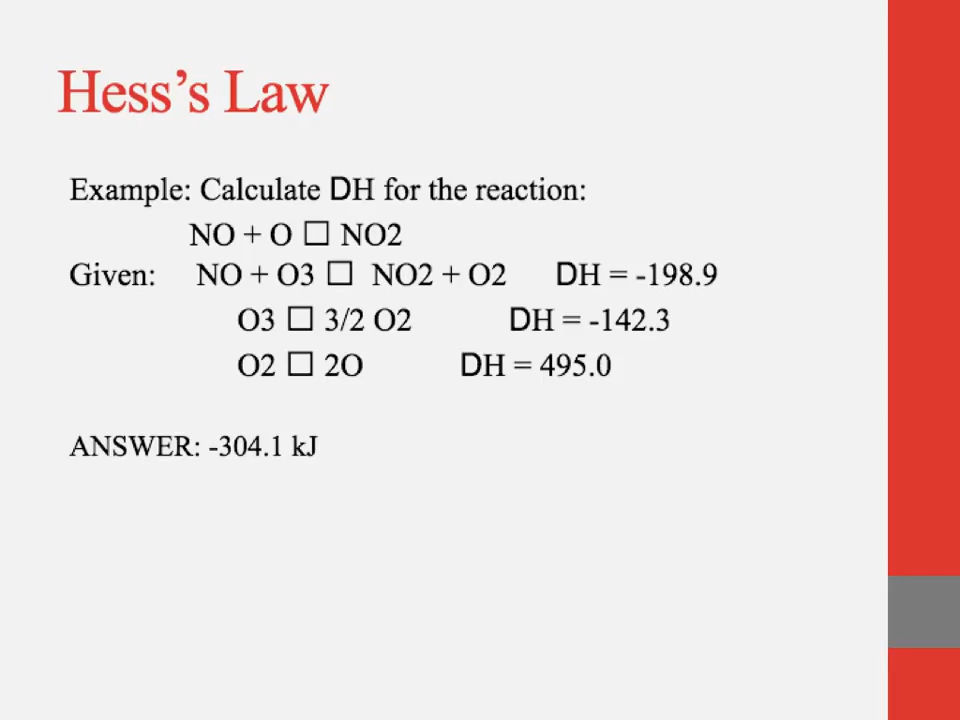 Hess’s Law
Example: Calculate DH for the reaction:
NO + O □ NO2
Given: NO + O3 □ NO2 + O2 DH = -198.9
O3 □ 3/2 O2 DH = -142.3
O2 □ 2O DH = 495.0
ANSWER: -304.1 kJ